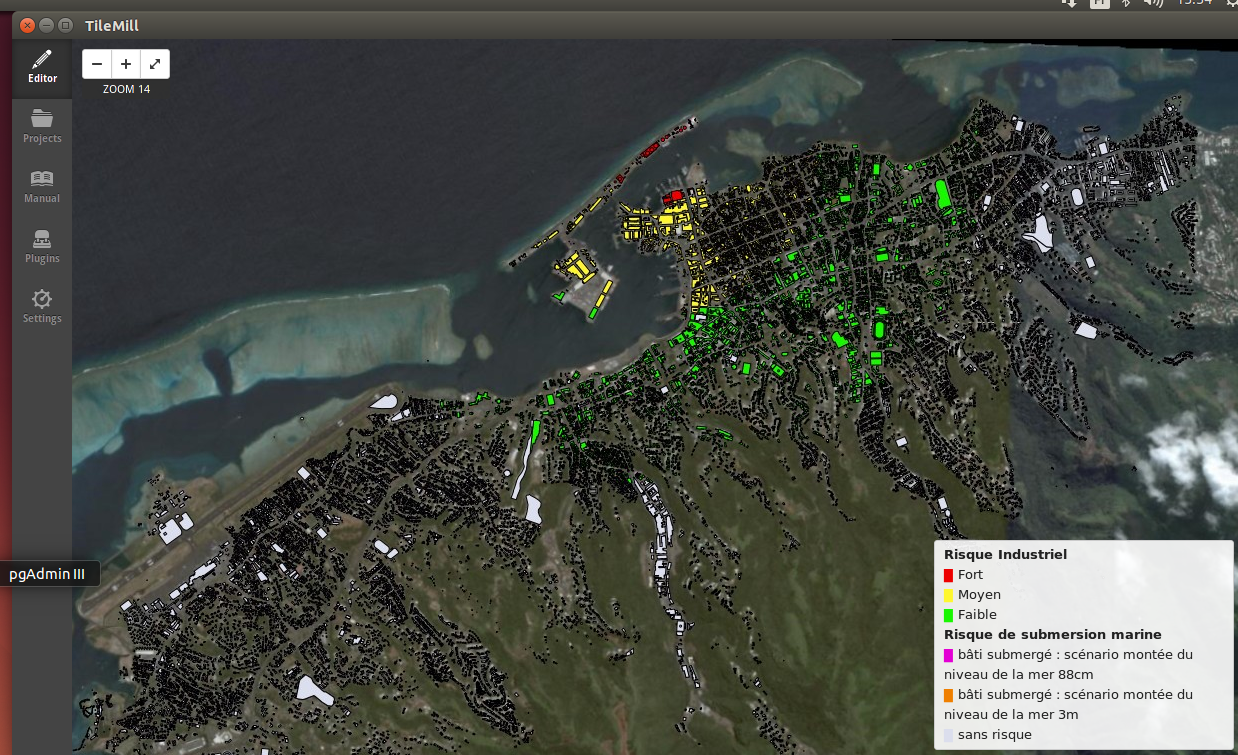 TileMill
Editor
ZOOM 14
Projects
Manual
Plugins
Settings
pgAdmin III
Risque Industriel
Fort
Moyen
Faible
Risque de submersion marine
bâti submergé : scénario montée du
niveau de la mer 88cm
bâti submergé : scénario montée du
niveau de la mer 3m
sans risque